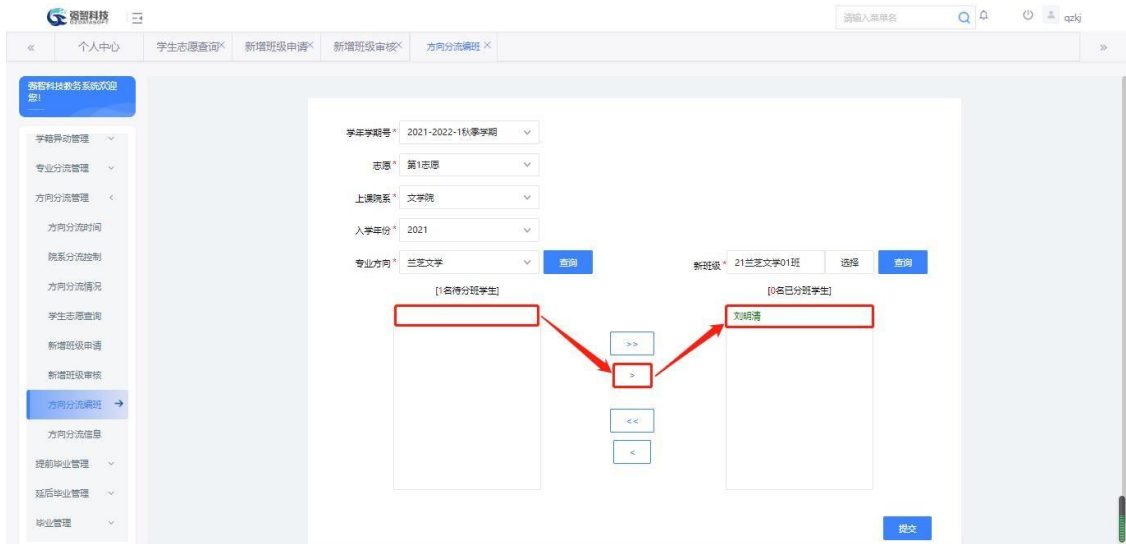 强智科技
QZDATASOFT
请输入菜单名
qzkj
«
个人中心
学生志愿查询×
新增班级申请×
新增班级审核×
方向分流编班 ×
»
强智科技教务系统欢迎
您!
学籍异动管理
专业分流管理
方向分流管理
方向分流时间
院系分流控制
方向分流情况
学生志愿查询
新增班级申请
新增班级审核
方向分流编班
方向分流信息
提前毕业管理
延后毕业管理
毕业管理
学年学期号* 2021-2022-1秋季学期
志愿* 第1志愿
上课院系* 文学院
入学年份* 2021
专业方向* 兰芝文学 查询
新班级* 21兰芝文学01班 选择 查询
[1名待分班学生]
[0名已分班学生]
刘明清
>>
>
<<
<
提交